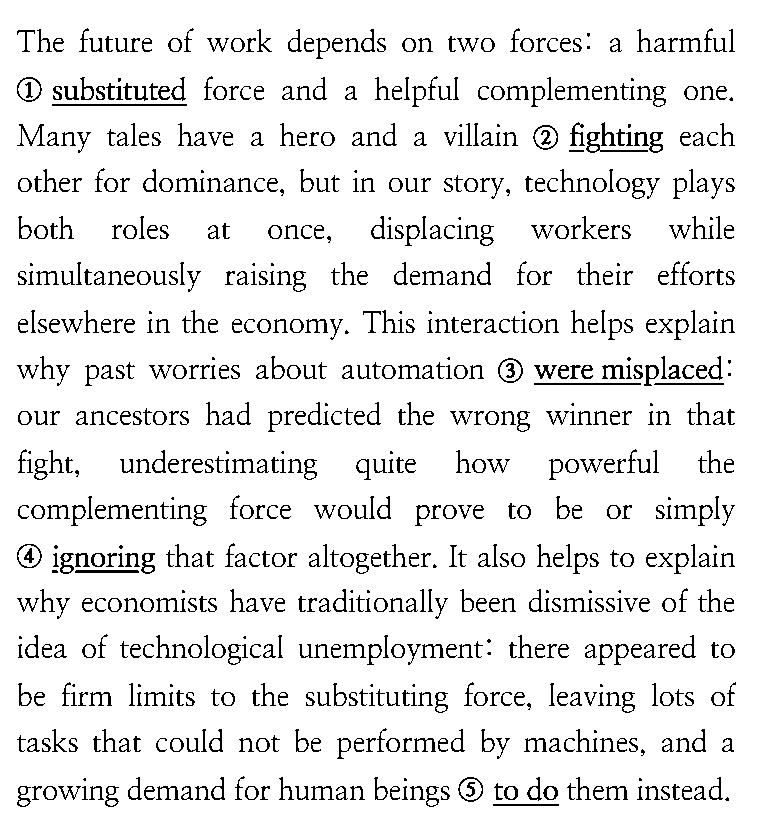 The future of work depends on two forces: a harmful
① substituted force and a helpful complementing one.
Many tales have a hero and a villain ② fighting each
other for dominance, but in our story, technology plays
both roles at once, displacing workers while
simultaneously raising the demand for their efforts
elsewhere in the economy. This interaction helps explain
why past worries about automation ③ were misplaced:
our ancestors had predicted the wrong winner in that
fight, underestimating quite how powerful the
complementing force would prove to be or simply
④ ignoring that factor altogether. It also helps to explain
why economists have traditionally been dismissive of the
idea of technological unemployment: there appeared to
be firm limits to the substituting force, leaving lots of
tasks that could not be performed by machines, and a
growing demand for human beings ⑤ to do them instead.